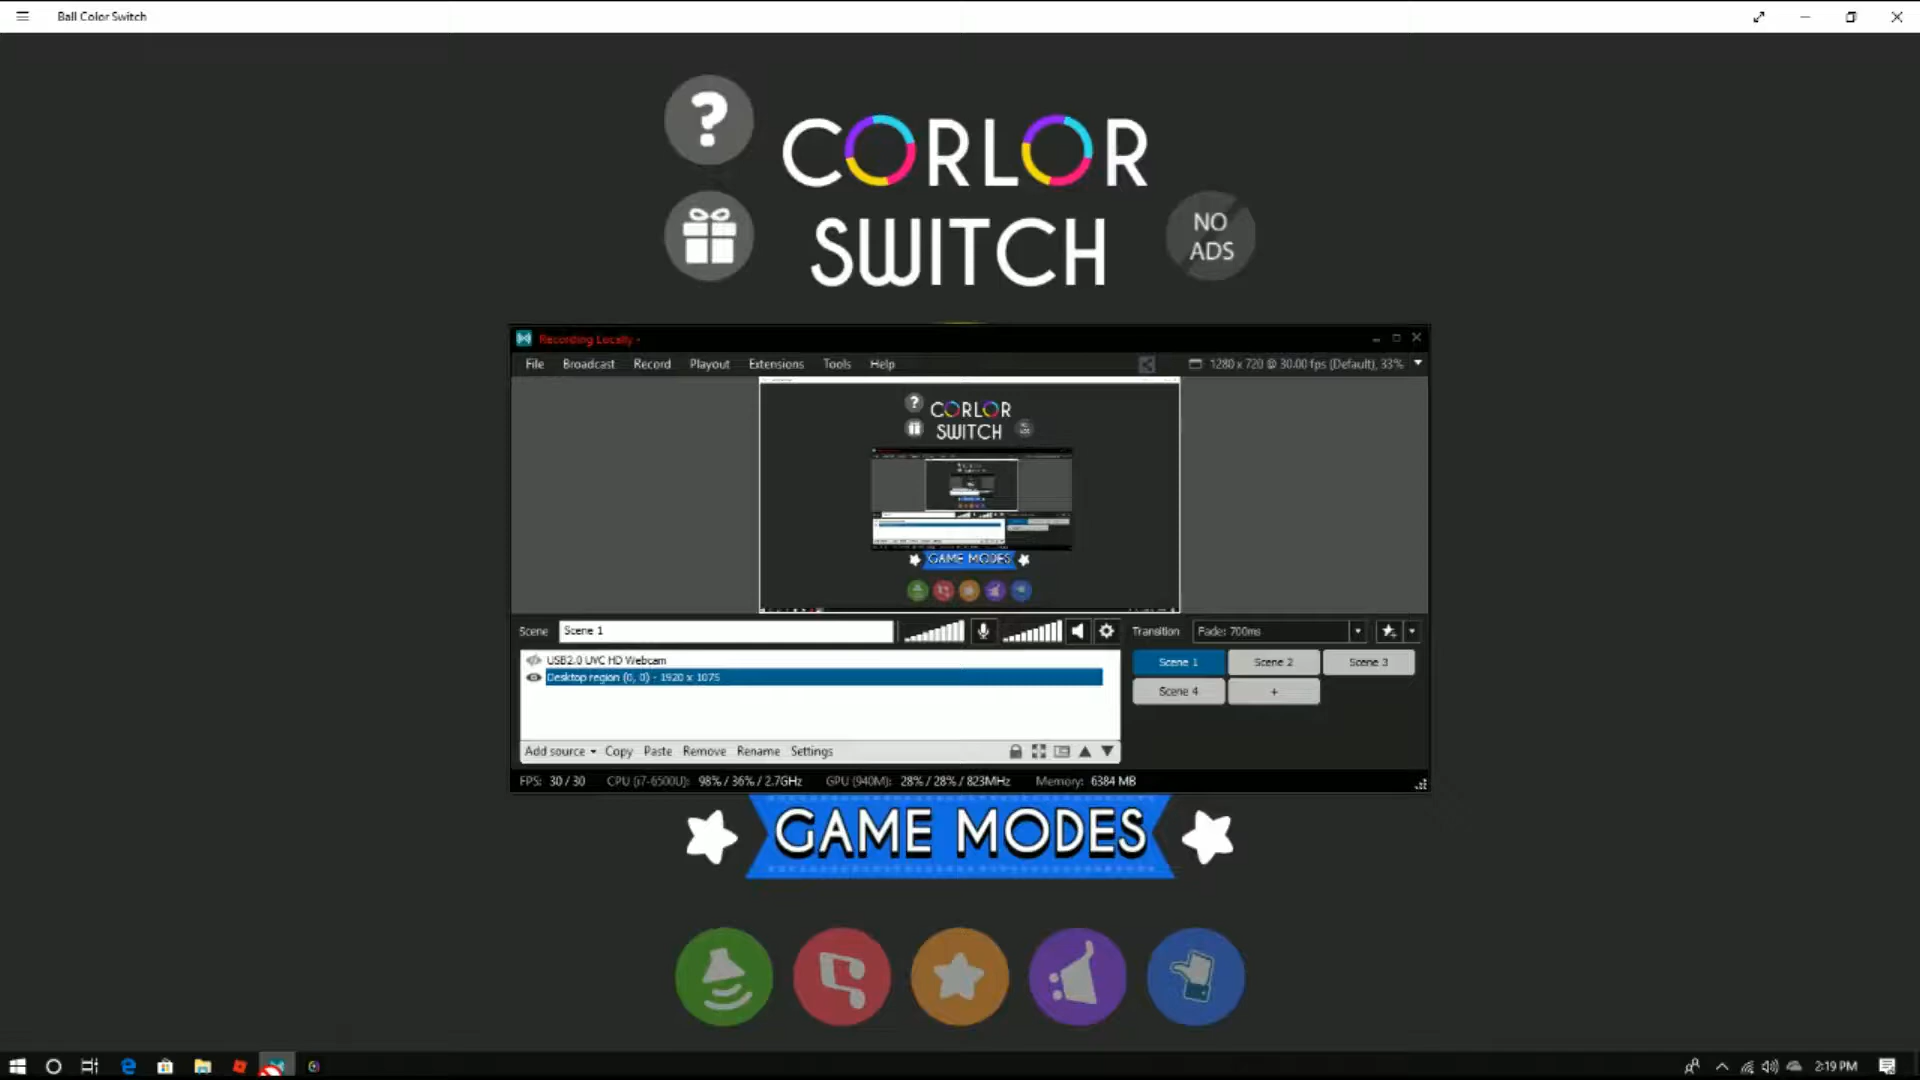 Ball Color Switch
?
CORLOR
SWITCH
NO
ADS
Recording Locally -
File Broadcast Record Playout Extensions Tools Help
1280 x 720 @ 30.00 fps (Default), 33%
?
CORLOR
SWITCH
GAME MODES
Scene Scene 1
Transition Fade: 700ms
USB2.0 UVC HD Webcam
Desktop region (0, 0) - 1920 x 1075
Scene 1 Scene 2 Scene 3
Scene 4 +
Add source Copy Paste Remove Rename Settings
FPS: 30 / 30 CPU (i7-6500U): 98% / 36% / 2.7GHz GPU (940M): 28% / 28% / 823MHz Memory: 6384 MB
GAME MODES
2:19 PM